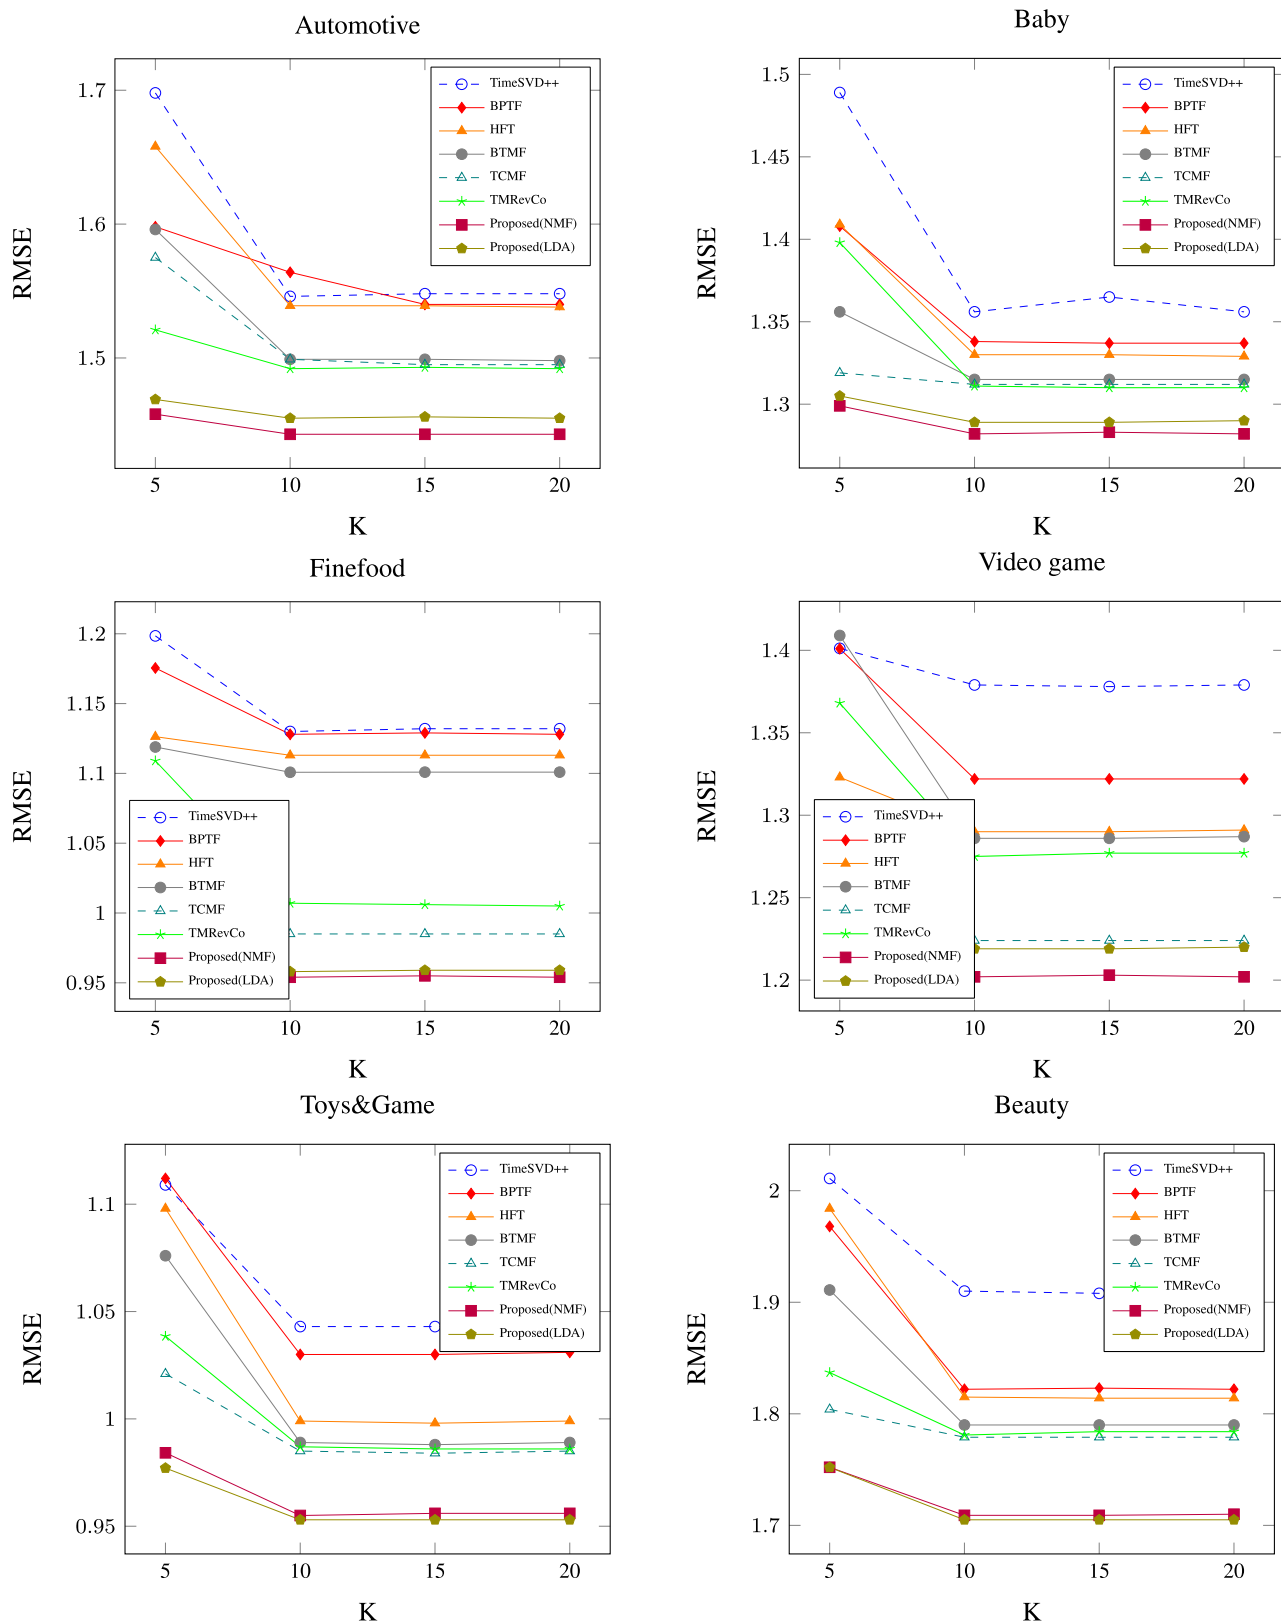 Automotive
1.7
1.6
1.5
RMSE
5 10 15 20
K
TimeSVD++
BPTF
HFT
BTMF
TCMF
TMRevCo
Proposed(NMF)
Proposed(LDA)
Baby
1.5
1.45
1.4
1.35
1.3
RMSE
5 10 15 20
K
TimeSVD++
BPTF
HFT
BTMF
TCMF
TMRevCo
Proposed(NMF)
Proposed(LDA)
Finefood
1.2
1.15
1.1
1.05
1
0.95
RMSE
5 10 15 20
K
TimeSVD++
BPTF
HFT
BTMF
TCMF
TMRevCo
Proposed(NMF)
Proposed(LDA)
Video game
1.4
1.35
1.3
1.25
1.2
RMSE
5 10 15 20
K
TimeSVD++
BPTF
HFT
BTMF
TCMF
TMRevCo
Proposed(NMF)
Proposed(LDA)
Toys&Game
1.1
1.05
1
0.95
RMSE
5 10 15 20
K
TimeSVD++
BPTF
HFT
BTMF
TCMF
TMRevCo
Proposed(NMF)
Proposed(LDA)
Beauty
2
1.9
1.8
1.7
RMSE
5 10 15 20
K
TimeSVD++
BPTF
HFT
BTMF
TCMF
TMRevCo
Proposed(NMF)
Proposed(LDA)